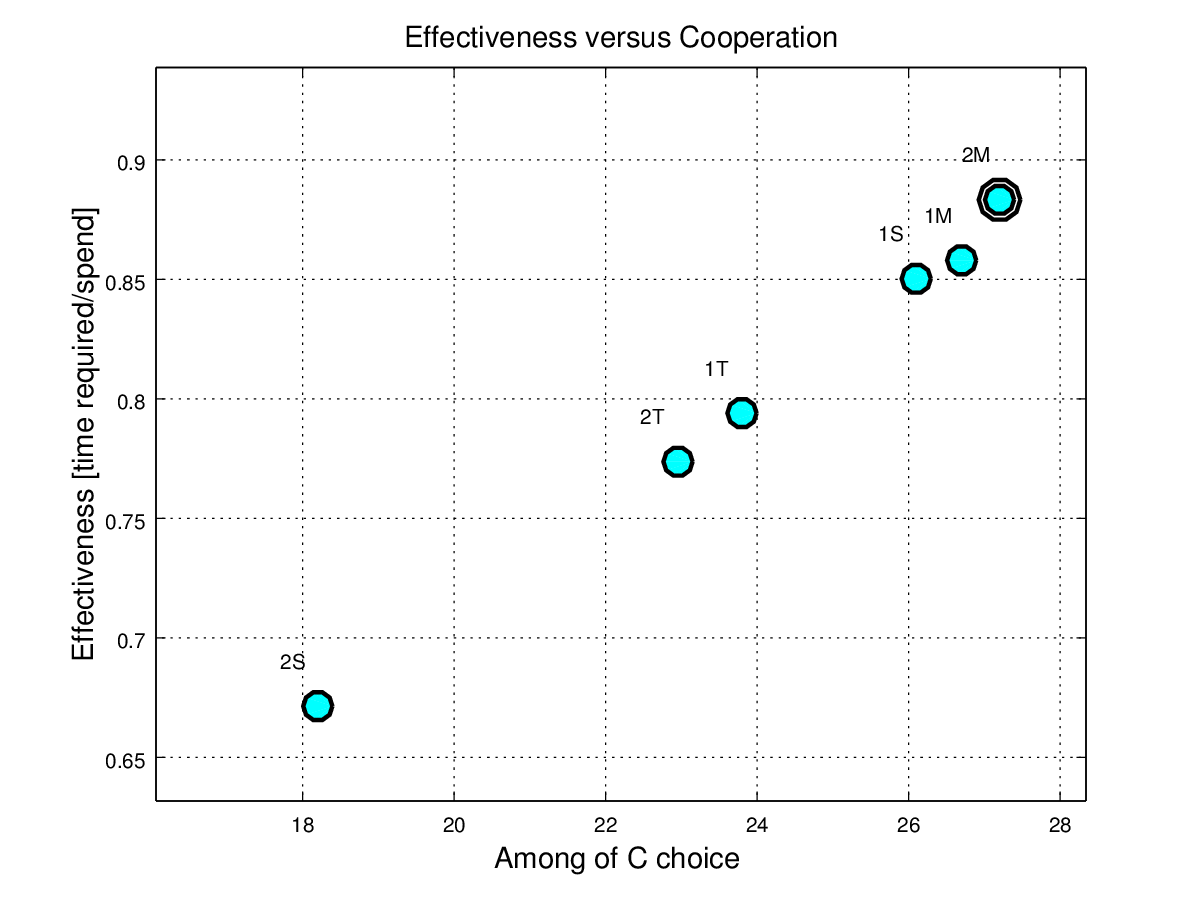 Effectiveness versus Cooperation
0.9
0.85
0.8
0.75
0.7
0.65
Effectiveness [time required/spend]
2M
1M
1S
1T
2T
2S
18 20 22 24 26 28
Among of C choice